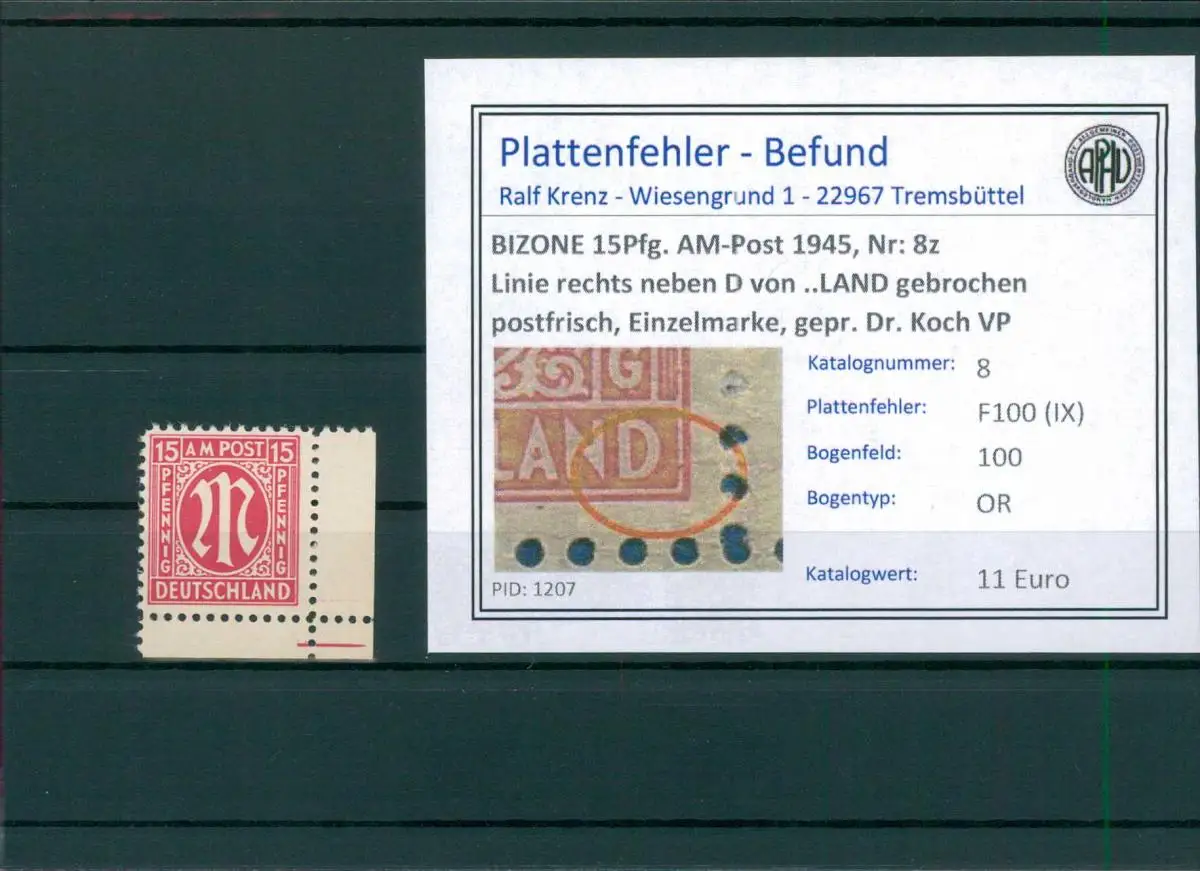 15 AM POST 15
PFENNIG
PFENNIG
DEUTSCHLAND
Plattenfehler - Befund
Ralf Krenz - Wiesengrund 1 - 22967 Tremsbüttel
APHV
BIZONE 15Pfg. AM-Post 1945, Nr: 8z
Linie rechts neben D von ..LAND gebrochen
postfrisch, Einzelmarke, gepr. Dr. Koch VP
G
LAND
Katalognummer: 8
Plattenfehler: F100 (IX)
Bogenfeld: 100
Bogentyp: OR
Katalogwert: 11 Euro
PID: 1207